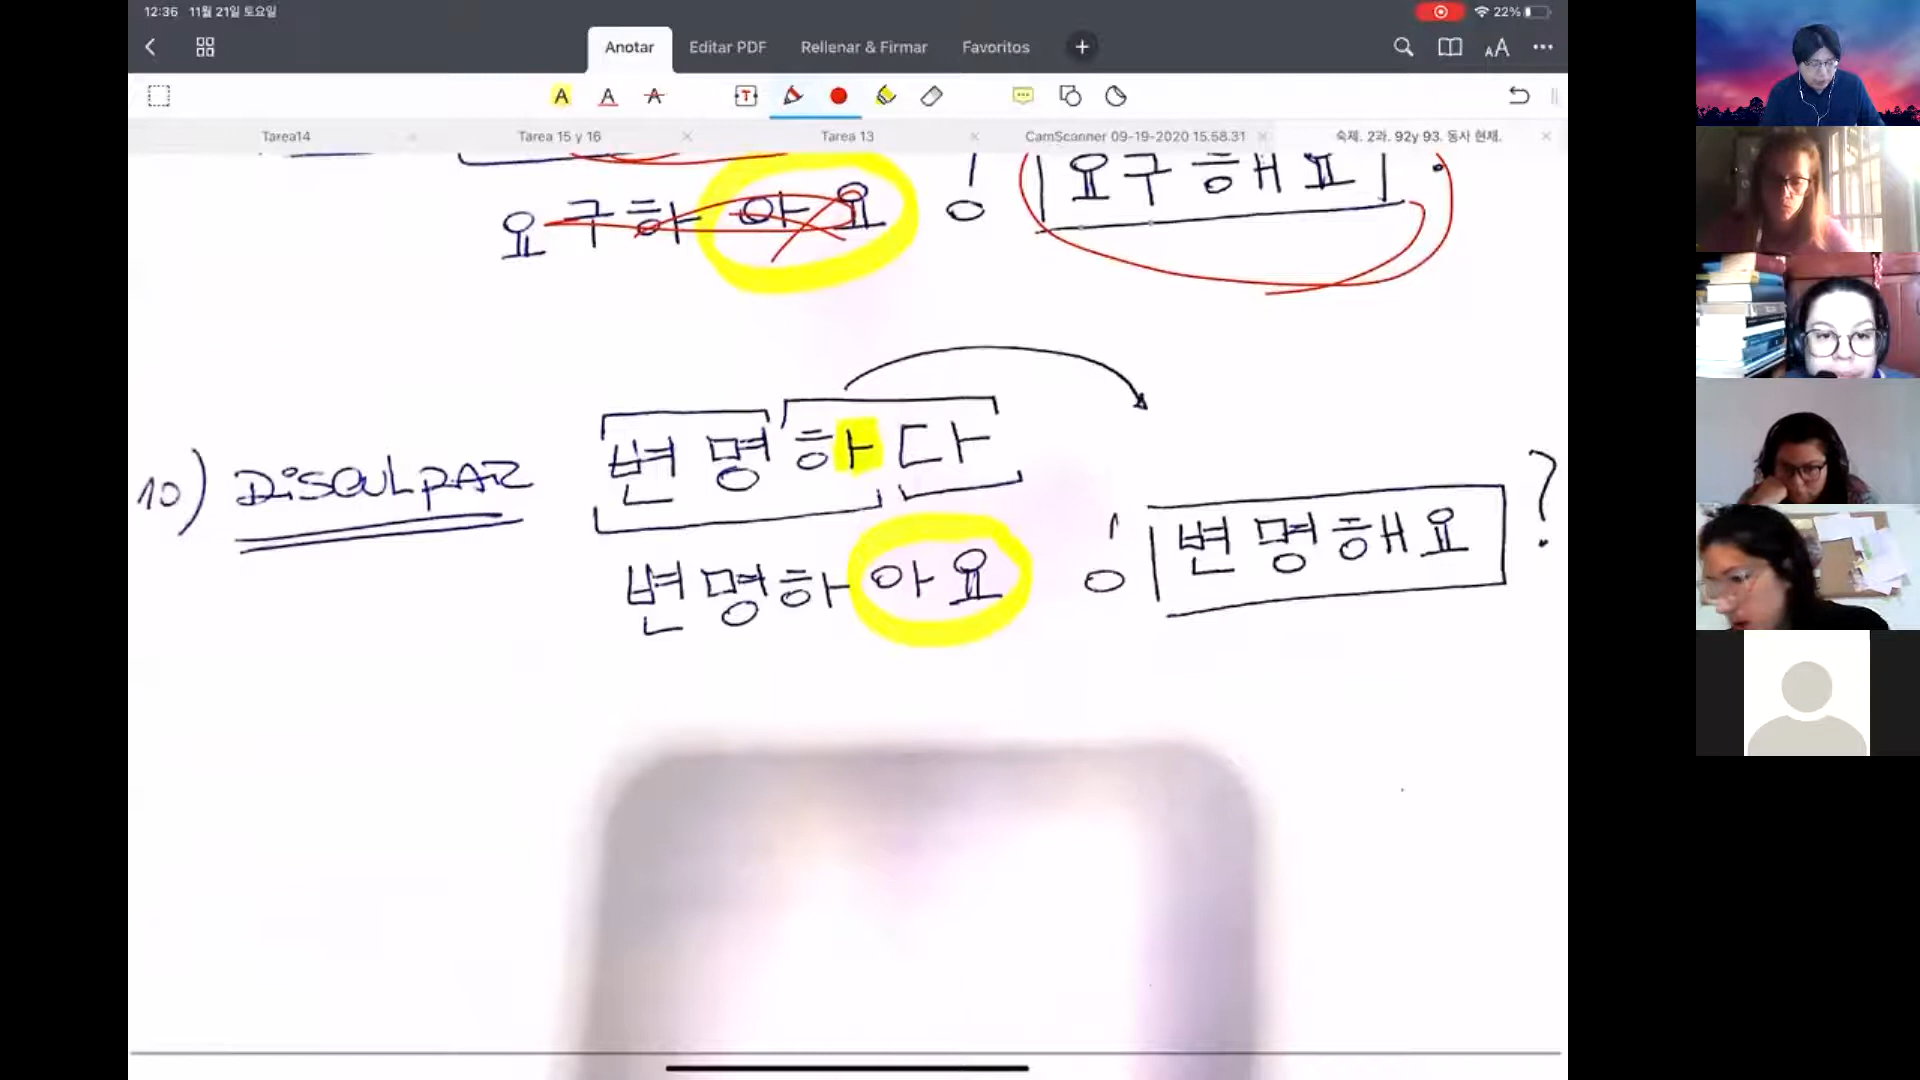 12:36 11월 21일 토요일 22%
Anotar Editar PDF Rellenar & Firmar Favoritos
Tarea14 Tarea 15 y 16 Tarea 13 CamScanner 09-19-2020 15.58.31 숙제. 2과. 92y 93. 동사 현재.
요구해요
요구하아요 ó
변명하다
10) DISCULPAR
변명해요 ?
변명하아요 ó